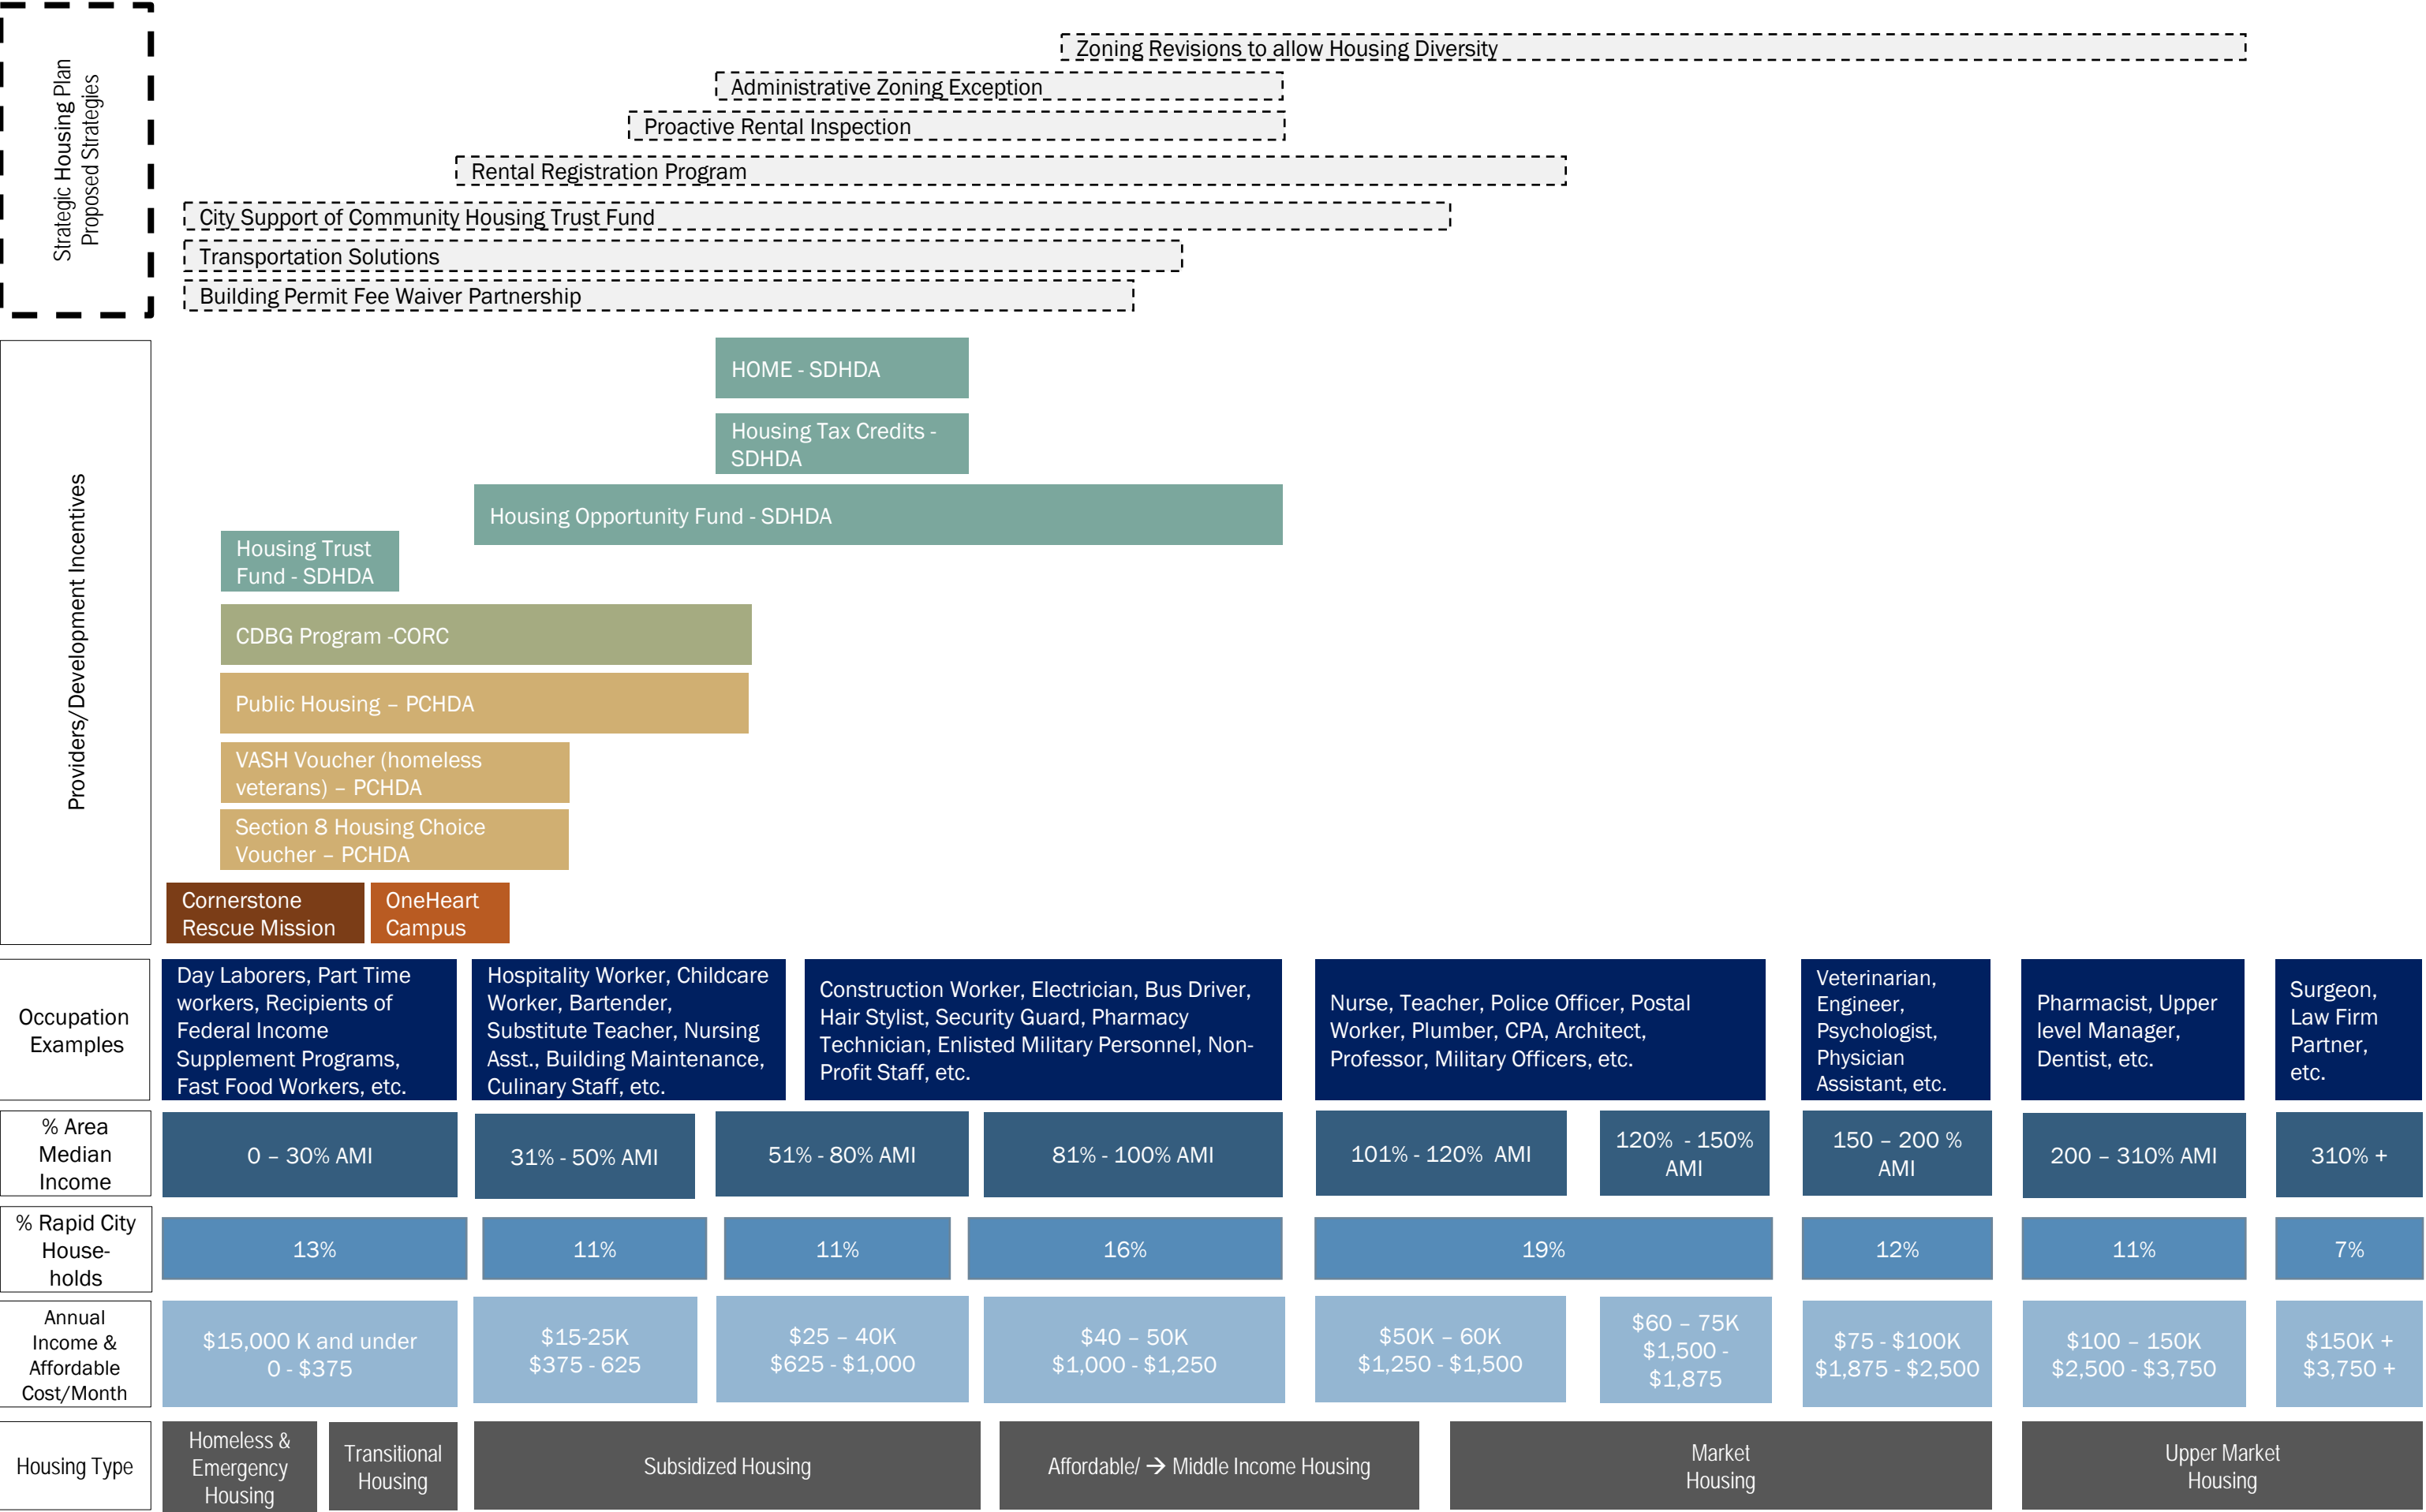 Strategic Housing Plan
Proposed Strategies
Zoning Revisions to allow Housing Diversity
Administrative Zoning Exception
Proactive Rental Inspection
Rental Registration Program
City Support of Community Housing Trust Fund
Transportation Solutions
Building Permit Fee Waiver Partnership
Providers/Development Incentives
HOME - SDHDA
Housing Tax Credits -
SDHDA
Housing Opportunity Fund - SDHDA
Housing Trust
Fund - SDHDA
CDBG Program -CORC
Public Housing – PCHDA
VASH Voucher (homeless
veterans) – PCHDA
Section 8 Housing Choice
Voucher – PCHDA
Cornerstone
Rescue Mission
OneHeart
Campus
Occupation
Examples
Day Laborers, Part Time
workers, Recipients of
Federal Income
Supplement Programs,
Fast Food Workers, etc.
Hospitality Worker, Childcare
Worker, Bartender,
Substitute Teacher, Nursing
Asst., Building Maintenance,
Culinary Staff, etc.
Construction Worker, Electrician, Bus Driver,
Hair Stylist, Security Guard, Pharmacy
Technician, Enlisted Military Personnel, Non-
Profit Staff, etc.
Nurse, Teacher, Police Officer, Postal
Worker, Plumber, CPA, Architect,
Professor, Military Officers, etc.
Veterinarian,
Engineer,
Psychologist,
Physician
Assistant, etc.
Pharmacist, Upper
level Manager,
Dentist, etc.
Surgeon,
Law Firm
Partner,
etc.
% Area
Median
Income
0 – 30% AMI
31% - 50% AMI
51% - 80% AMI
81% - 100% AMI
101% - 120% AMI
120% - 150%
AMI
150 – 200 %
AMI
200 – 310% AMI
310% +
% Rapid City
House-
holds
13%
11%
11%
16%
19%
12%
11%
7%
Annual
Income &
Affordable
Cost/Month
$15,000 K and under
0 - $375
$15-25K
$375 - 625
$25 – 40K
$625 - $1,000
$40 – 50K
$1,000 - $1,250
$50K – 60K
$1,250 - $1,500
$60 – 75K
$1,500 -
$1,875
$75 - $100K
$1,875 - $2,500
$100 – 150K
$2,500 - $3,750
$150K +
$3,750 +
Housing Type
Homeless &
Emergency
Housing
Transitional
Housing
Subsidized Housing
Affordable/ → Middle Income Housing
Market
Housing
Upper Market
Housing